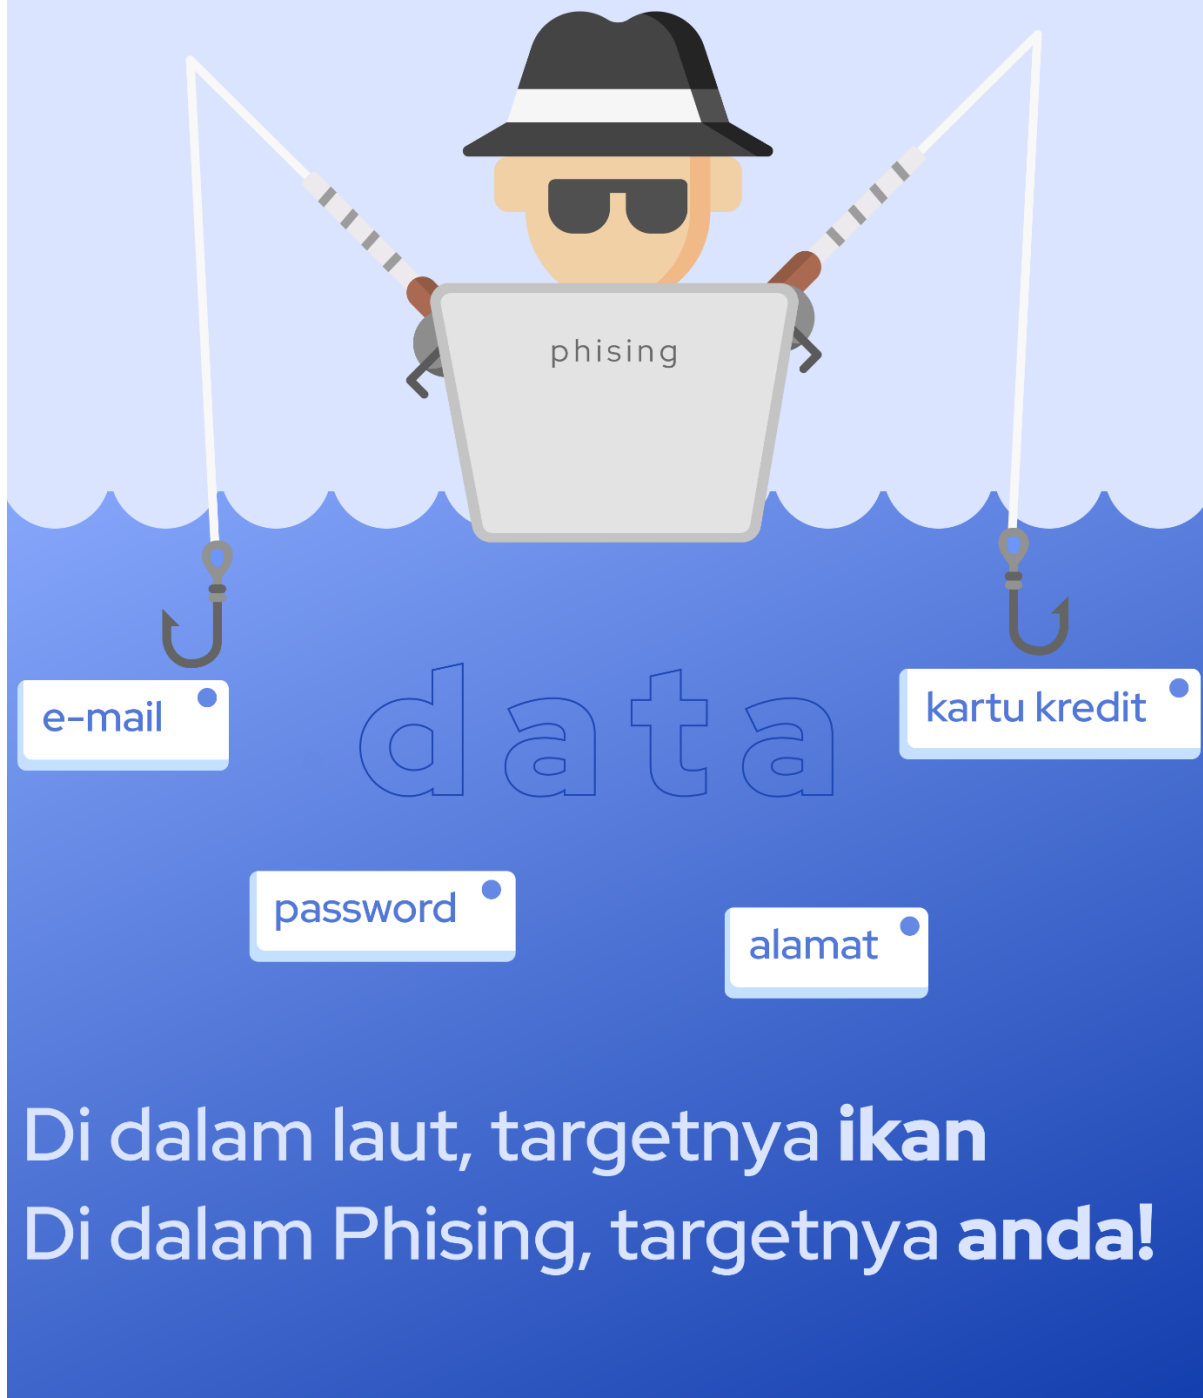 phising
data
e-mail
kartu kredit
password
alamat
Di dalam laut, targetnya ikan
Di dalam Phising, targetnya anda!